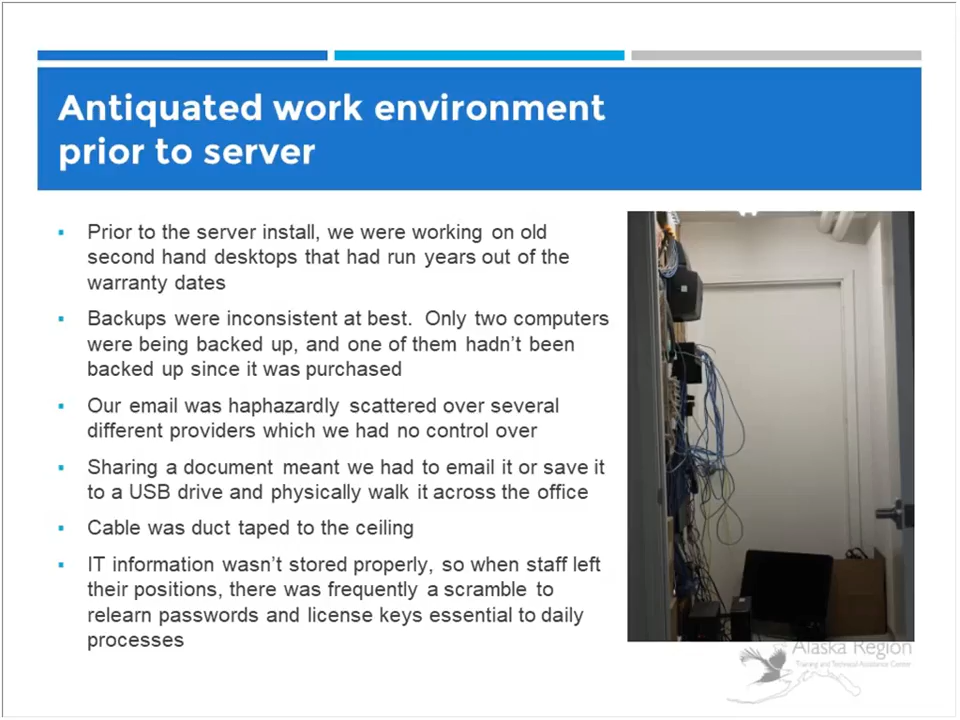 Antiquated work environment
prior to server
▪ Prior to the server install, we were working on old
second hand desktops that had run years out of the
warranty dates
▪ Backups were inconsistent at best.  Only two computers
were being backed up, and one of them hadn’t been
backed up since it was purchased
▪ Our email was haphazardly scattered over several
different providers which we had no control over
▪ Sharing a document meant we had to email it or save it
to a USB drive and physically walk it across the office
▪ Cable was duct taped to the ceiling
▪ IT information wasn’t stored properly, so when staff left
their positions, there was frequently a scramble to
relearn passwords and license keys essential to daily
processes
Alaska Region
Training and Technical Assistance Center